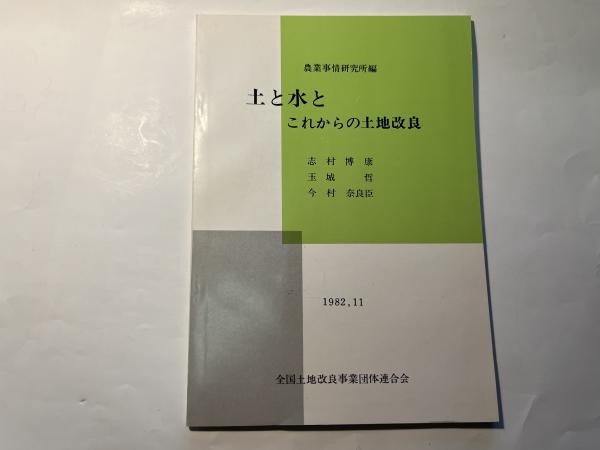 農業事情研究所編
土と水と
これからの土地改良
志村博康
玉城哲
今村奈良臣
1982,11
全国土地改良事業団体連合会